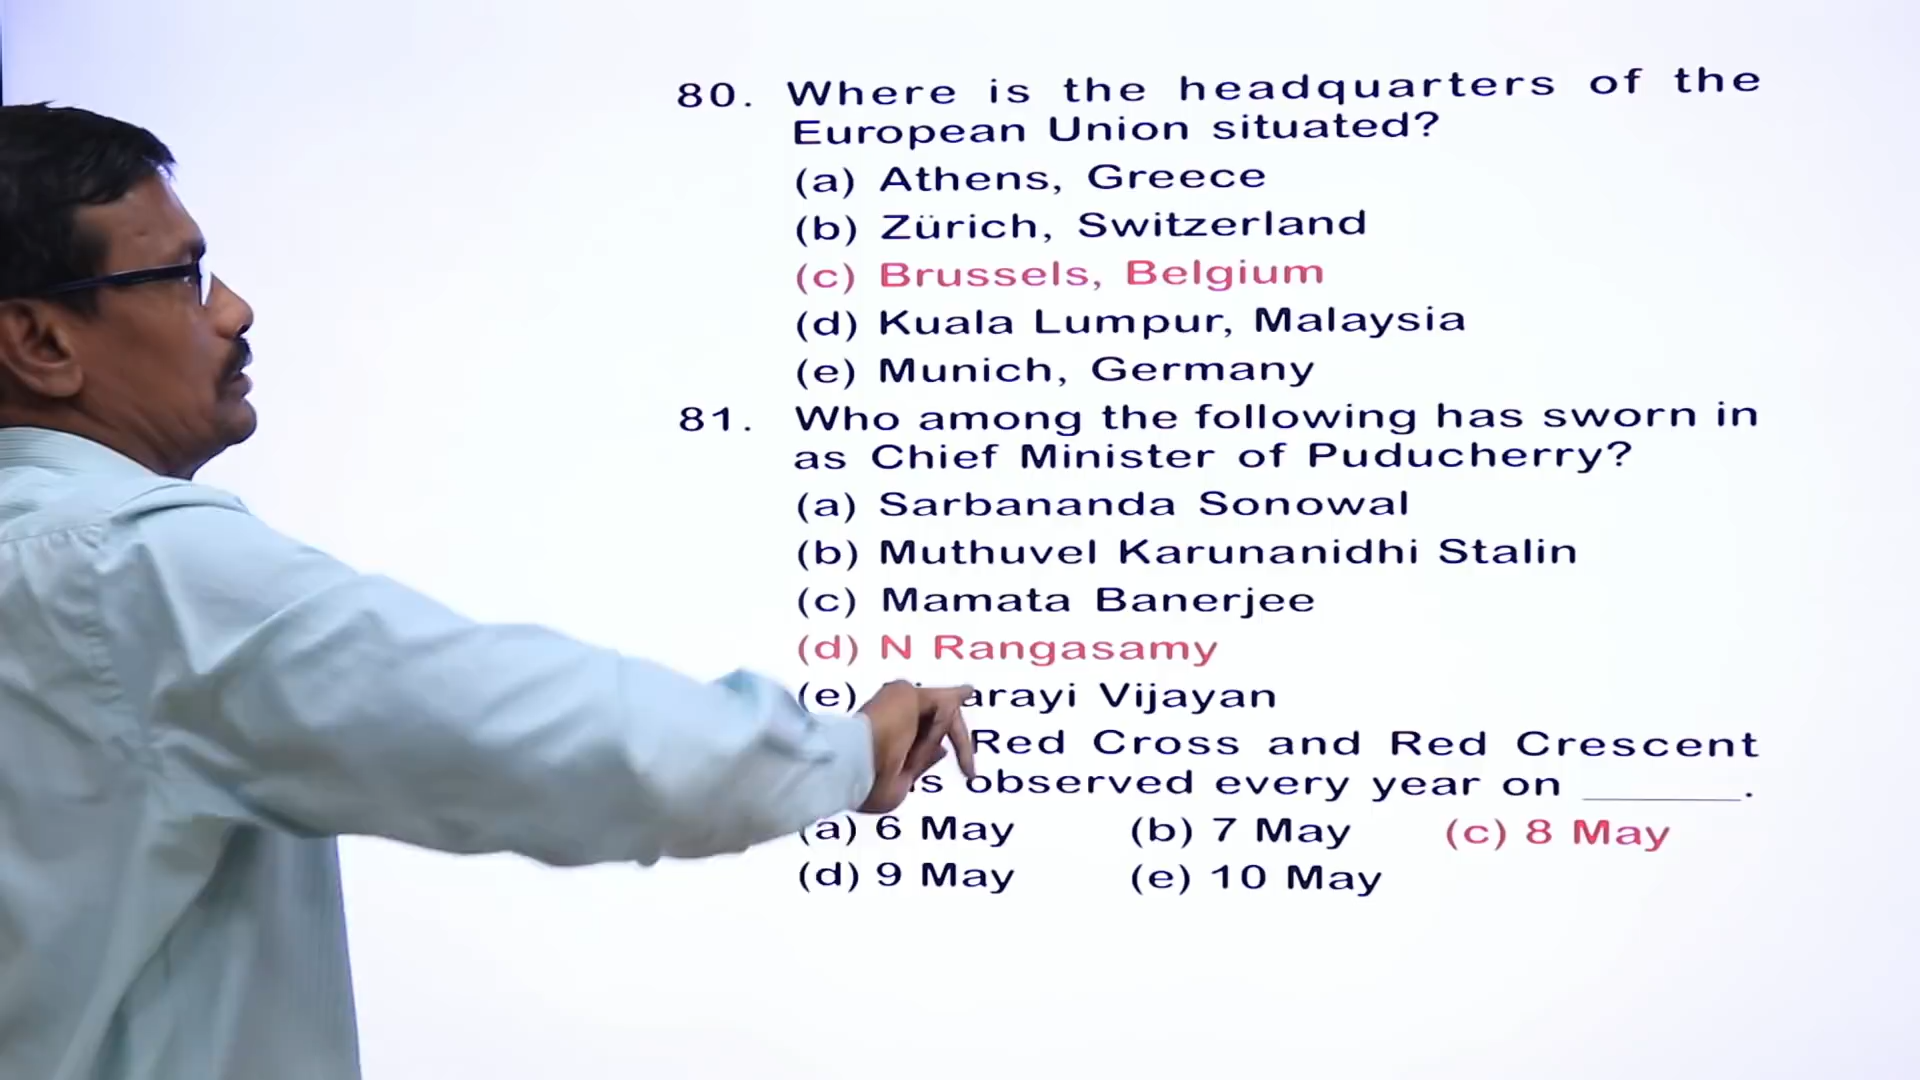 80. Where is the headquarters of the
European Union situated?
(a) Athens, Greece
(b) Zürich, Switzerland
(c) Brussels, Belgium
(d) Kuala Lumpur, Malaysia
(e) Munich, Germany
81. Who among the following has sworn in
as Chief Minister of Puducherry?
(a) Sarbananda Sonowal
(b) Muthuvel Karunanidhi Stalin
(c) Mamata Banerjee
(d) N Rangasamy
(e) Vijayan
Red Cross and Red Crescent
observed every year on ______.
(a) 6 May (b) 7 May (c) 8 May
(d) 9 May (e) 10 May